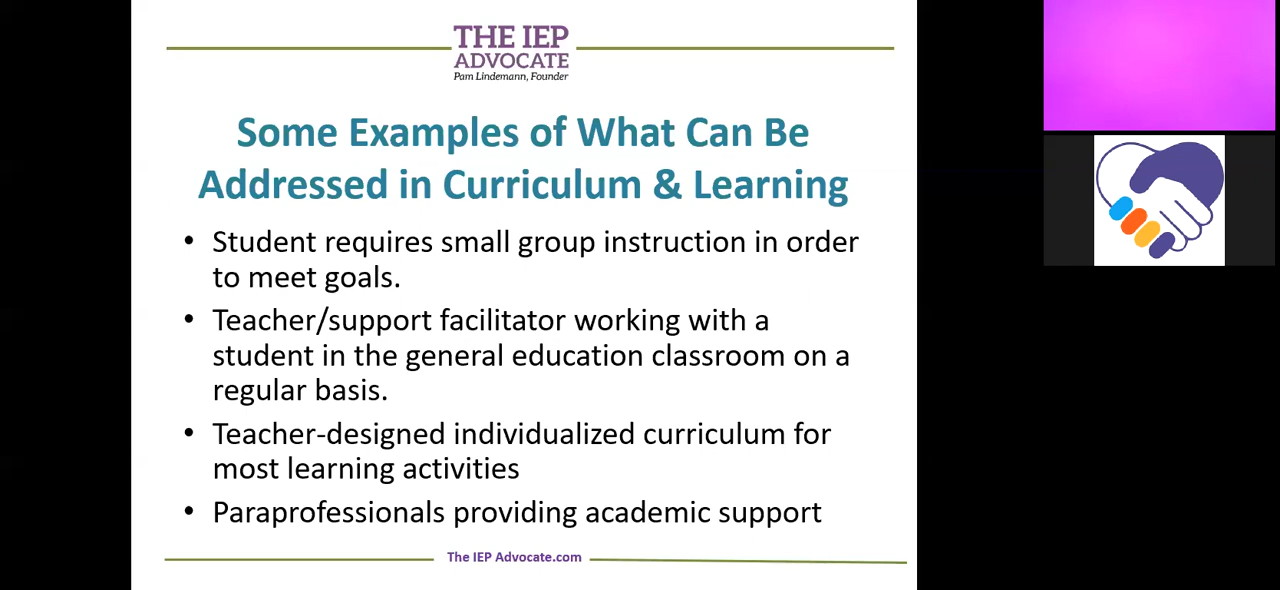 THE IEP
ADVOCATE
Pam Lindemann, Founder
Some Examples of What Can Be
Addressed in Curriculum & Learning
• Student requires small group instruction in order
to meet goals.
• Teacher/support facilitator working with a
student in the general education classroom on a
regular basis.
• Teacher-designed individualized curriculum for
most learning activities
• Paraprofessionals providing academic support
The IEP Advocate.com